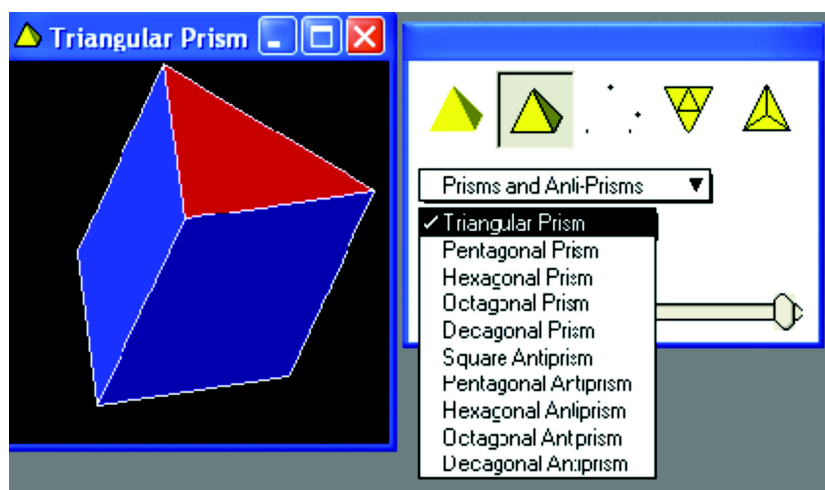 Triangular Prism
Prisms and Anti-Prisms
✓ Triangular Prism
Pentagonal Prism
Hexagonal Prism
Octagonal Prism
Decagonal Prism
Square Antiprism
Pentagonal Antiprism
Hexagonal Antiprism
Octagonal Antiprism
Decagonal Antiprism